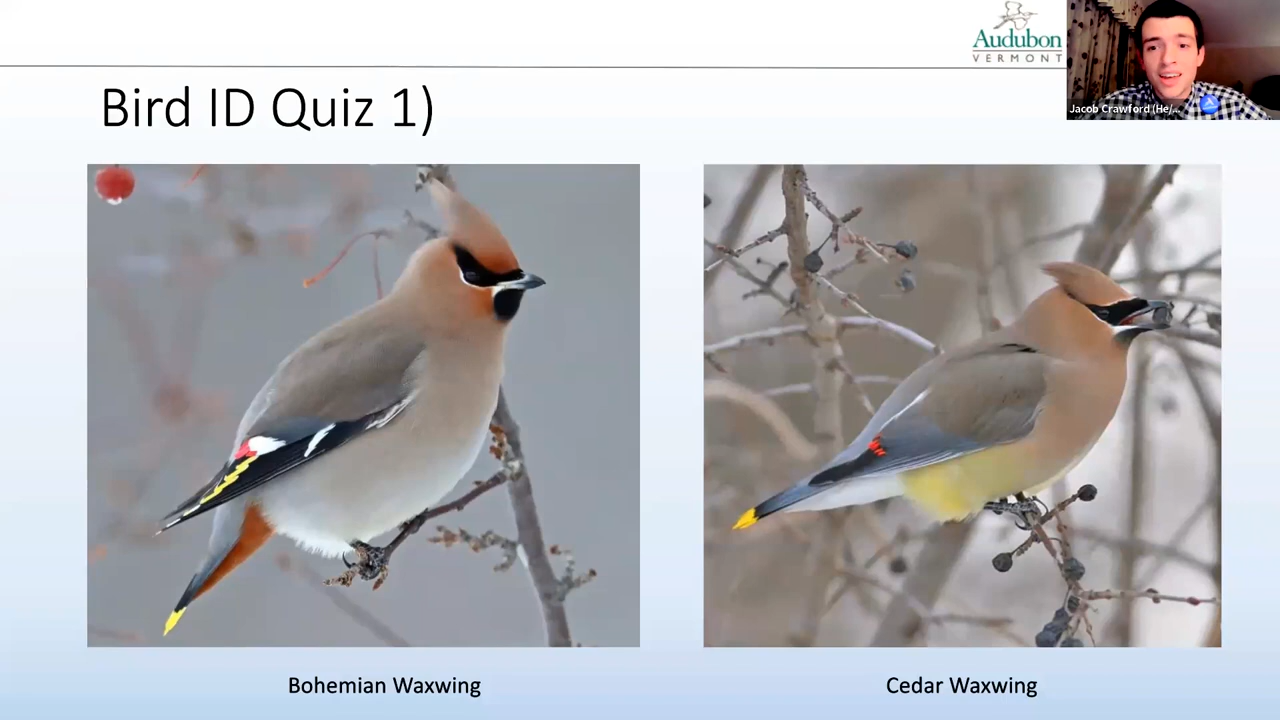 Audubon
VERMONT
Jacob Crawford (He/...
Bird ID Quiz 1)
Bohemian Waxwing
Cedar Waxwing